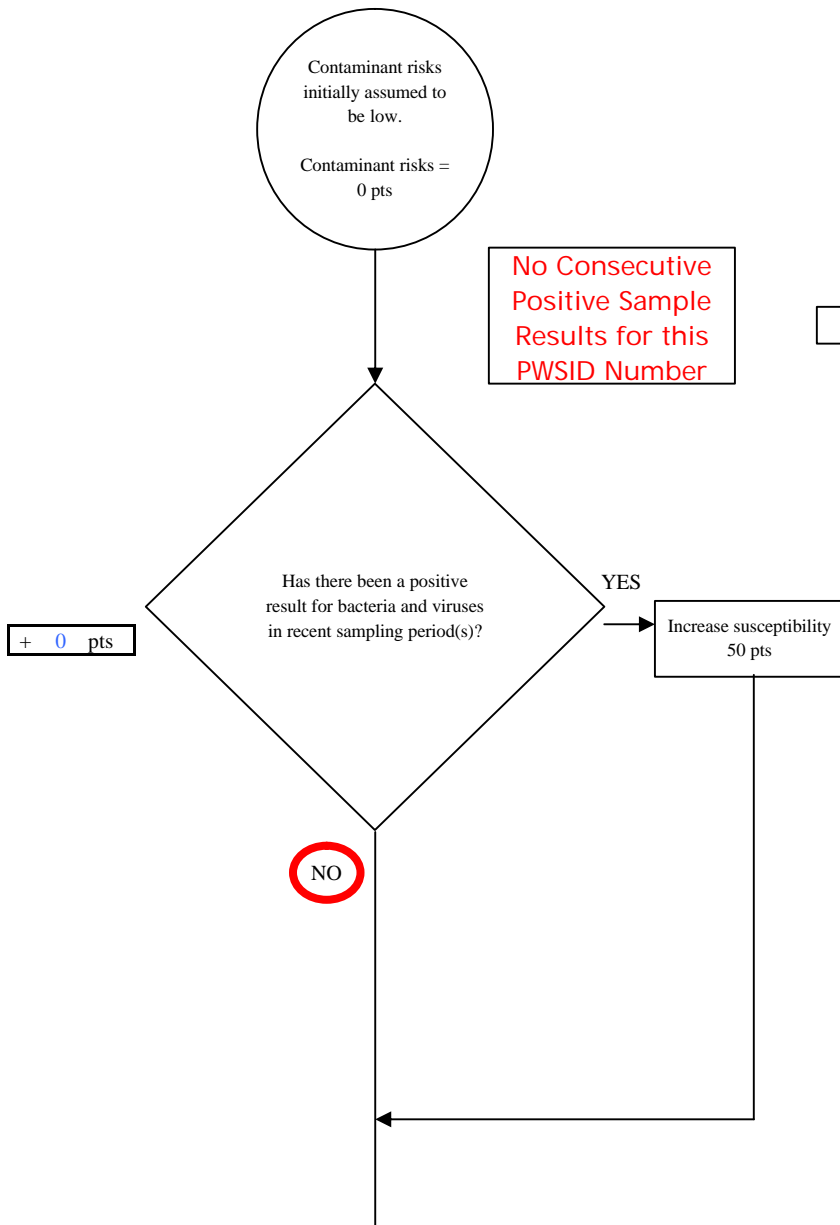 Contaminant risks
initially assumed to
be low.
Contaminant risks =
0 pts
No Consecutive
Positive Sample
Results for this
PWSID Number
Has there been a positive
result for bacteria and viruses
in recent sampling period(s)?
YES
Increase susceptibility
50 pts
+ 0 pts
NO